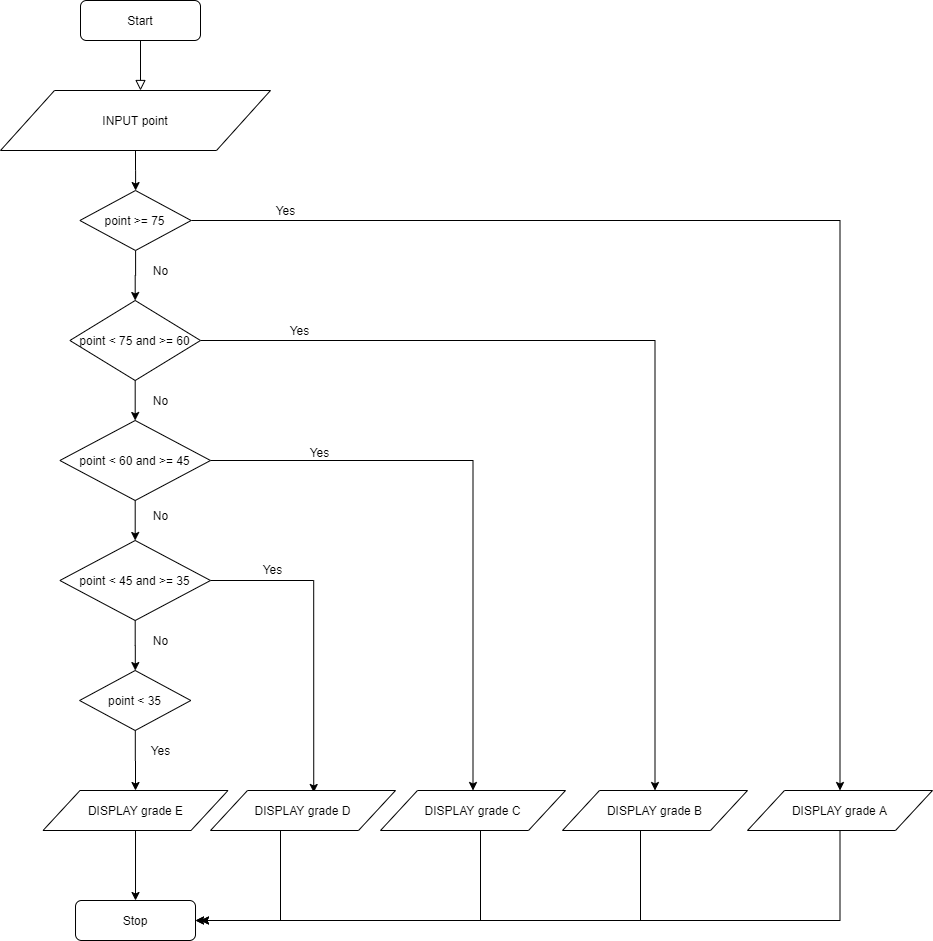 Start
INPUT point
point >= 75
Yes
No
point < 75 and >= 60
Yes
No
point < 60 and >= 45
Yes
No
point < 45 and >= 35
Yes
No
point < 35
Yes
DISPLAY grade E
DISPLAY grade D
DISPLAY grade C
DISPLAY grade B
DISPLAY grade A
Stop